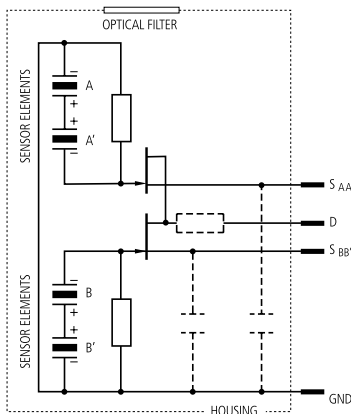 OPTICAL FILTER
SENSOR ELEMENTS
−
A
+
+
A'
−
S AA'
D
S BB'
SENSOR ELEMENTS
−
B
+
+
B'
−
GND
HOUSING